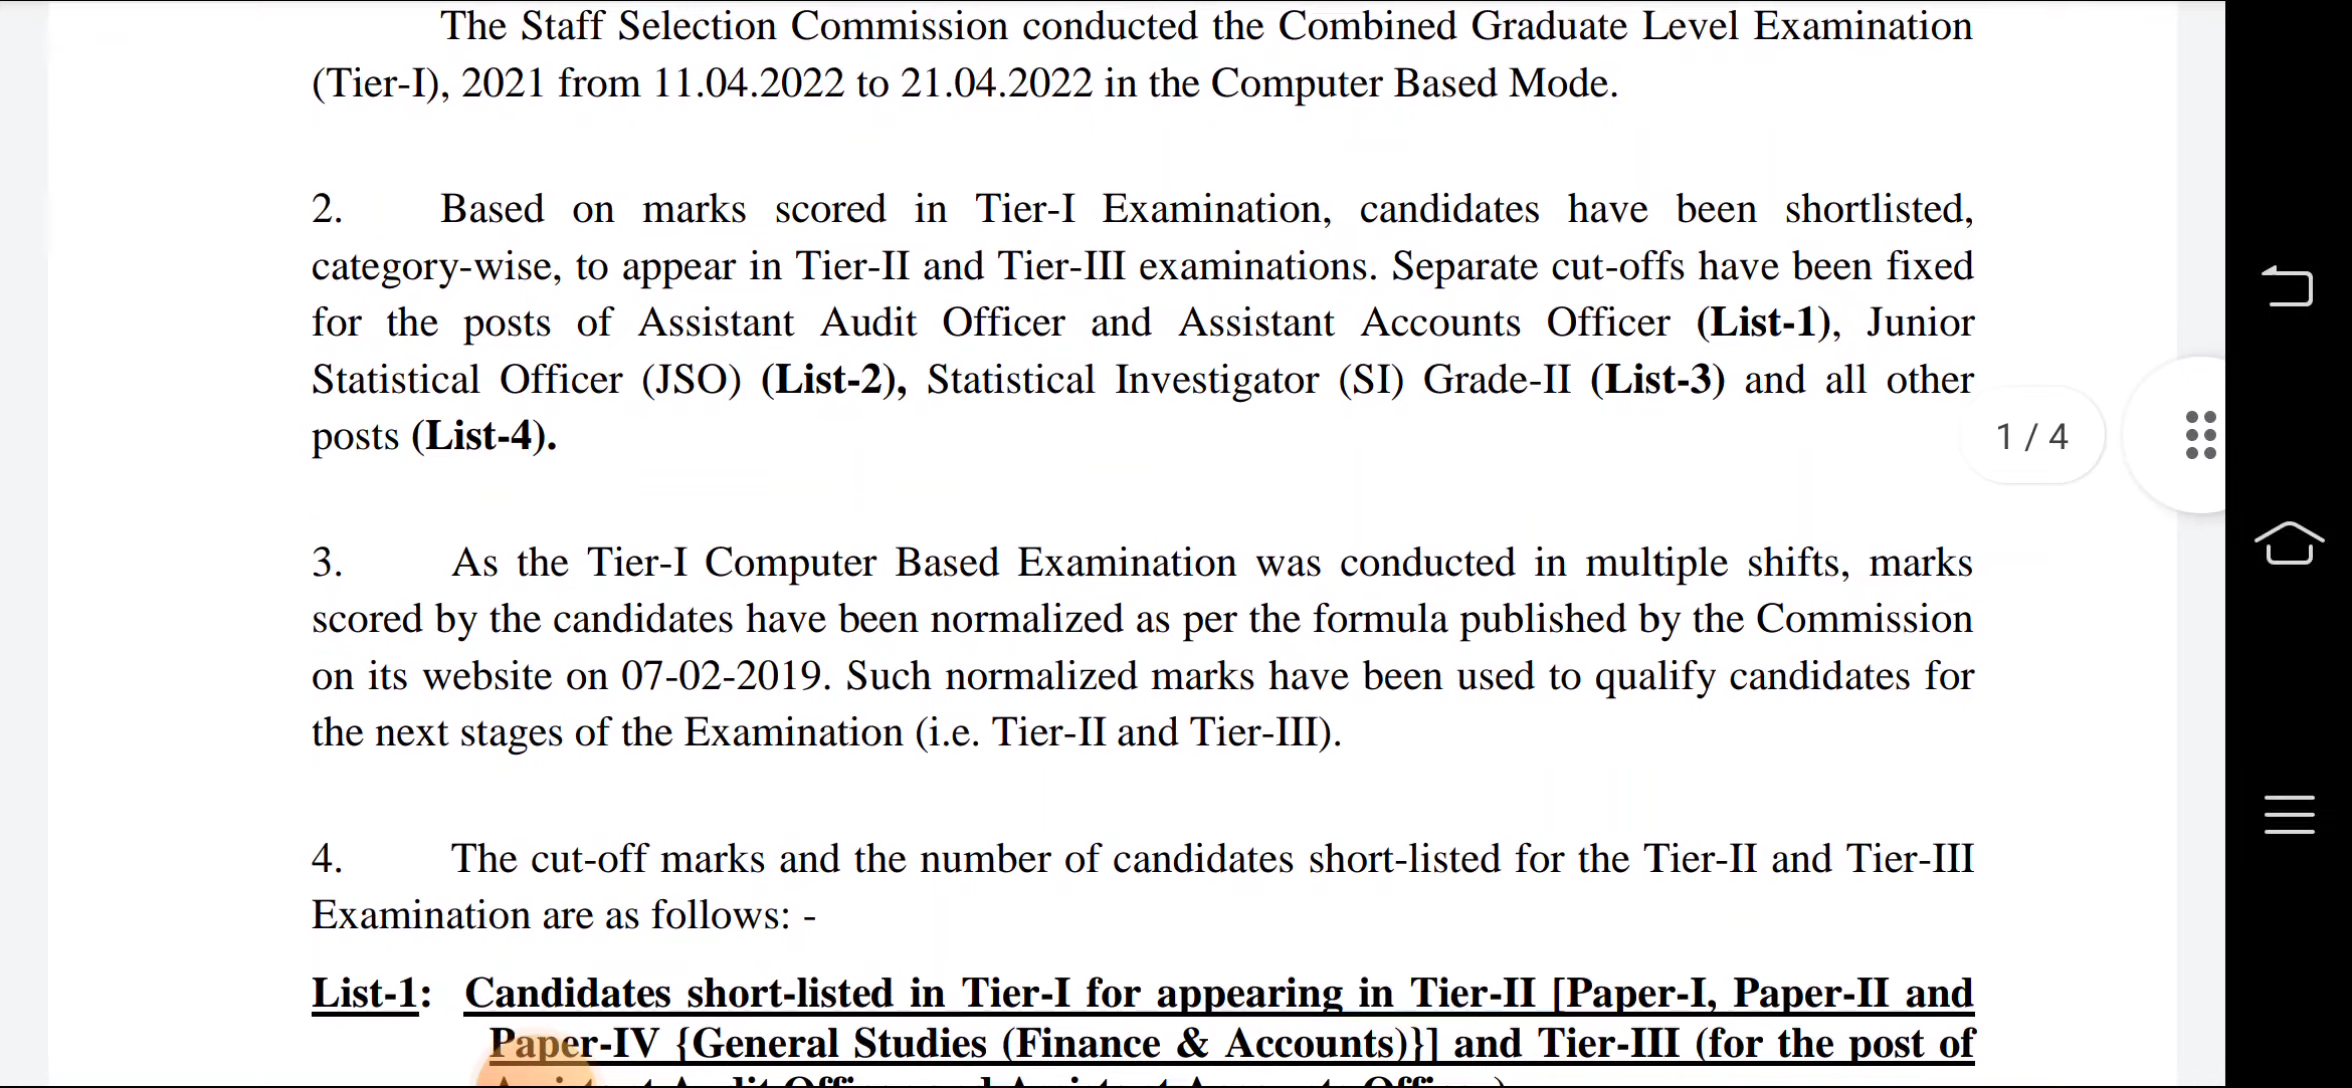 The Staff Selection Commission conducted the Combined Graduate Level Examination
(Tier-I), 2021 from 11.04.2022 to 21.04.2022 in the Computer Based Mode.
2. Based on marks scored in Tier-I Examination, candidates have been shortlisted,
category-wise, to appear in Tier-II and Tier-III examinations. Separate cut-offs have been fixed
for the posts of Assistant Audit Officer and Assistant Accounts Officer (List-1), Junior
Statistical Officer (JSO) (List-2), Statistical Investigator (SI) Grade-II (List-3) and all other
posts (List-4).
1 / 4
3. As the Tier-I Computer Based Examination was conducted in multiple shifts, marks
scored by the candidates have been normalized as per the formula published by the Commission
on its website on 07-02-2019. Such normalized marks have been used to qualify candidates for
the next stages of the Examination (i.e. Tier-II and Tier-III).
4. The cut-off marks and the number of candidates short-listed for the Tier-II and Tier-III
Examination are as follows: -
List-1: Candidates short-listed in Tier-I for appearing in Tier-II [Paper-I, Paper-II and
Paper-IV {General Studies (Finance & Accounts)}] and Tier-III (for the post of